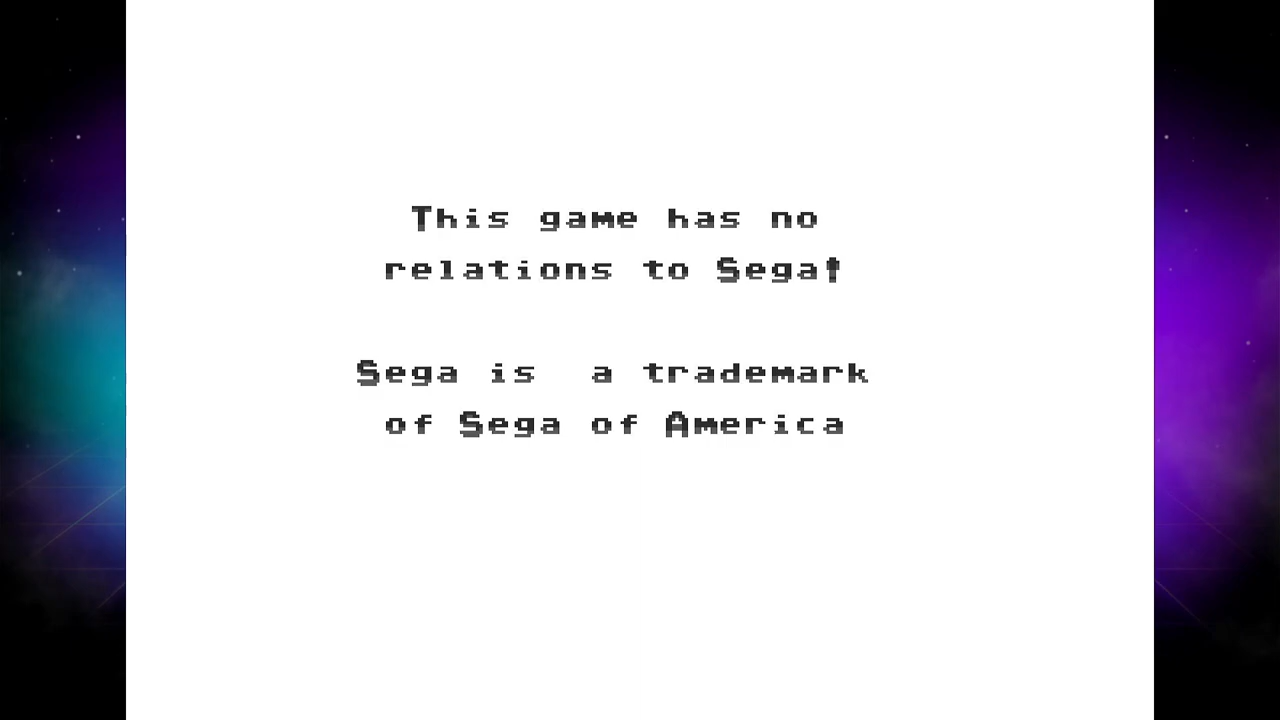 This game has no
relations to Sega!
Sega is  a trademark
of Sega of America